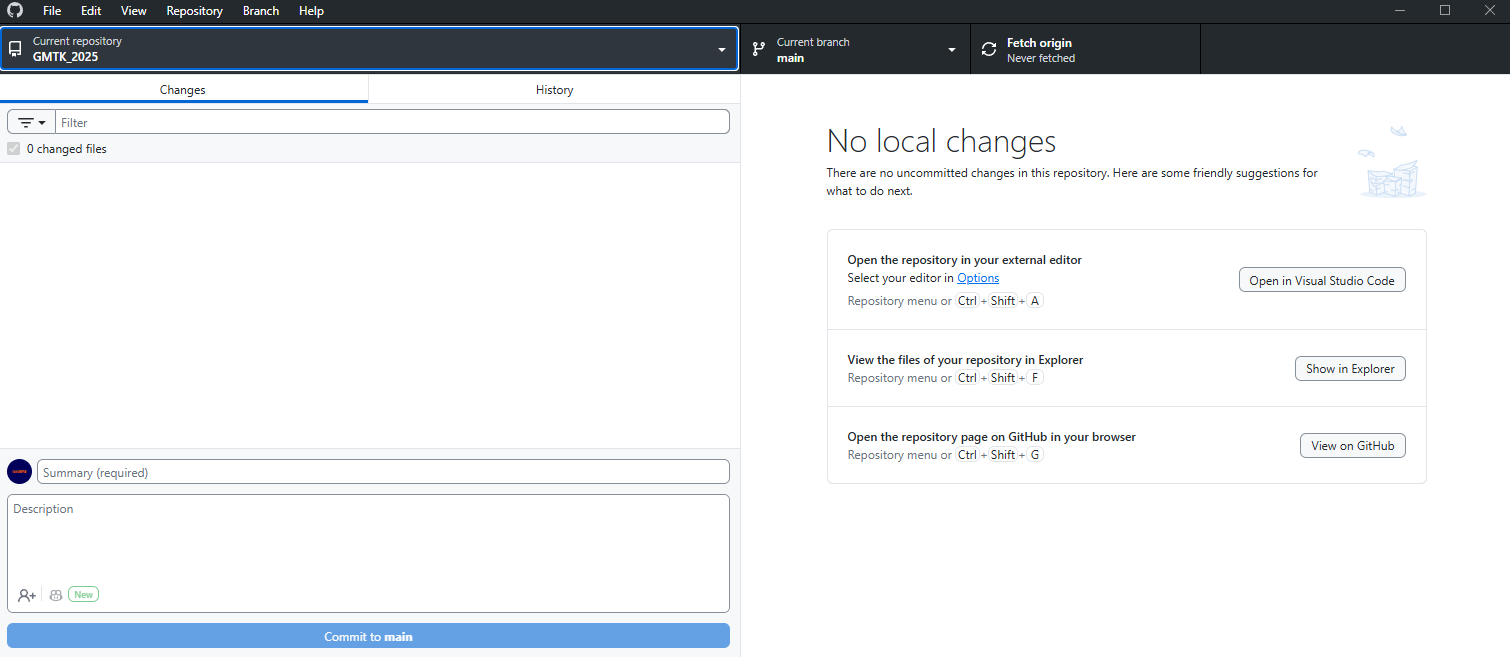 File Edit View Repository Branch Help
Current repository
GMTK_2025
Current branch
main
Fetch origin
Never fetched
Changes
History
Filter
0 changed files
No local changes
There are no uncommitted changes in this repository. Here are some friendly suggestions for
what to do next.
Open the repository in your external editor
Select your editor in Options
Repository menu or Ctrl + Shift + A
Open in Visual Studio Code
View the files of your repository in Explorer
Repository menu or Ctrl + Shift + F
Show in Explorer
Open the repository page on GitHub in your browser
Repository menu or Ctrl + Shift + G
View on GitHub
Summary (required)
Description
New
Commit to main